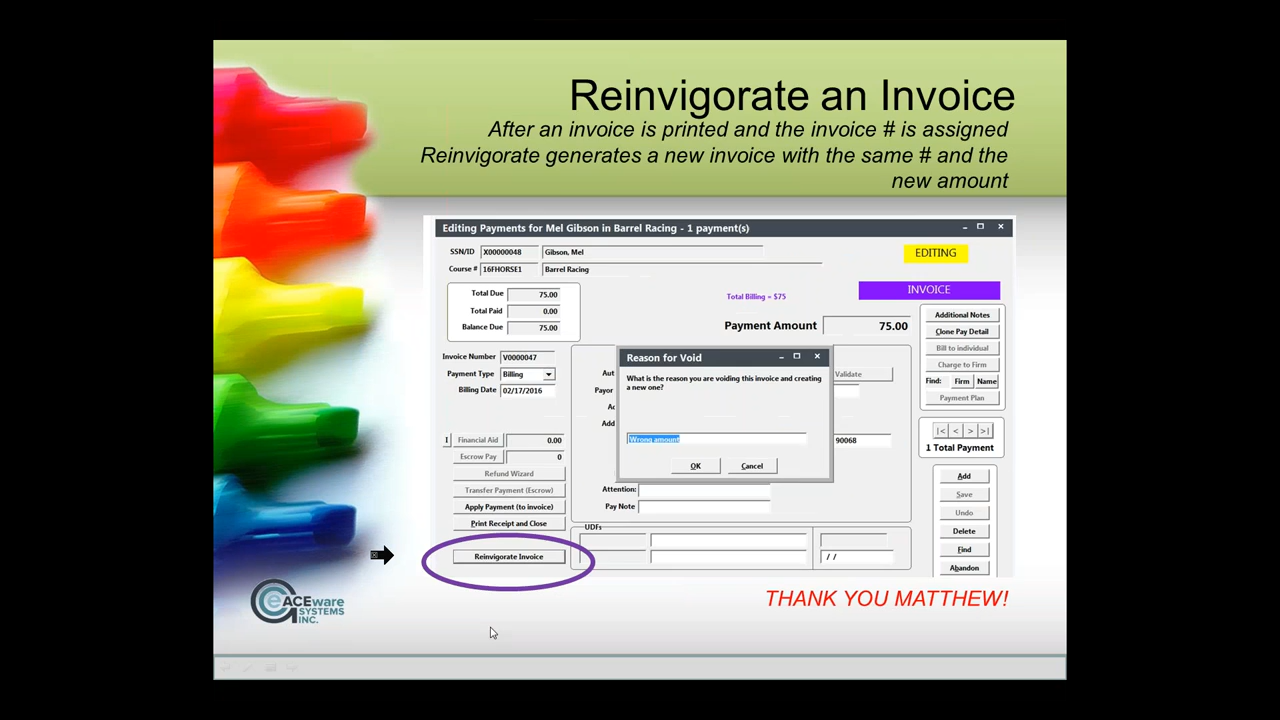 Reinvigorate an Invoice
After an invoice is printed and the invoice # is assigned
Reinvigorate generates a new invoice with the same # and the
new amount
Editing Payments for Mel Gibson in Barrel Racing - 1 payment(s)
SSN/ID X00000048 Gibson, Mel
EDITING
Course # 16FHORSE1 Barrel Racing
INVOICE
Total Due 75.00
Total Billing = $75
Total Paid 0.00
Balance Due 75.00
Payment Amount 75.00
Additional Notes
Clone Pay Detail
Bill to individual
Charge to Firm
Find: Firm Name
Payment Plan
Invoice Number V0000047
Payment Type Billing
Billing Date 02/17/2016
Aut
Validate
Payor
Ac
Add
90068
Reason for Void
What is the reason you are voiding this invoice and creating
a new one?
Wrong amount
OK Cancel
|< < > >|
1 Total Payment
I Financial Aid 0.00
Escrow Pay 0
Refund Wizard
Transfer Payment (Escrow)
Apply Payment (to invoice)
Print Receipt and Close
Reinvigorate Invoice
Attention:
Pay Note
UDFs
/ /
Add
Save
Undo
Delete
Find
Abandon
THANK YOU MATTHEW!
eACEware
SYSTEMS
INC.